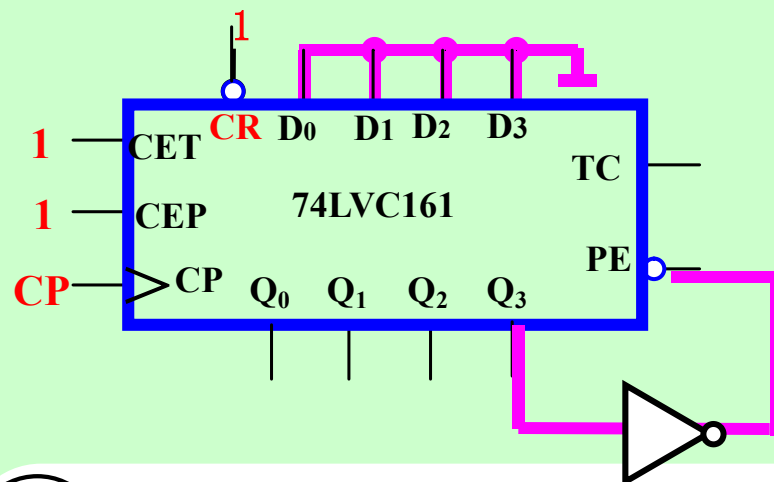 1
CR D0 D1 D2 D3
1 CET TC
1 CEP 74LVC161
PE
CP CP Q0 Q1 Q2 Q3